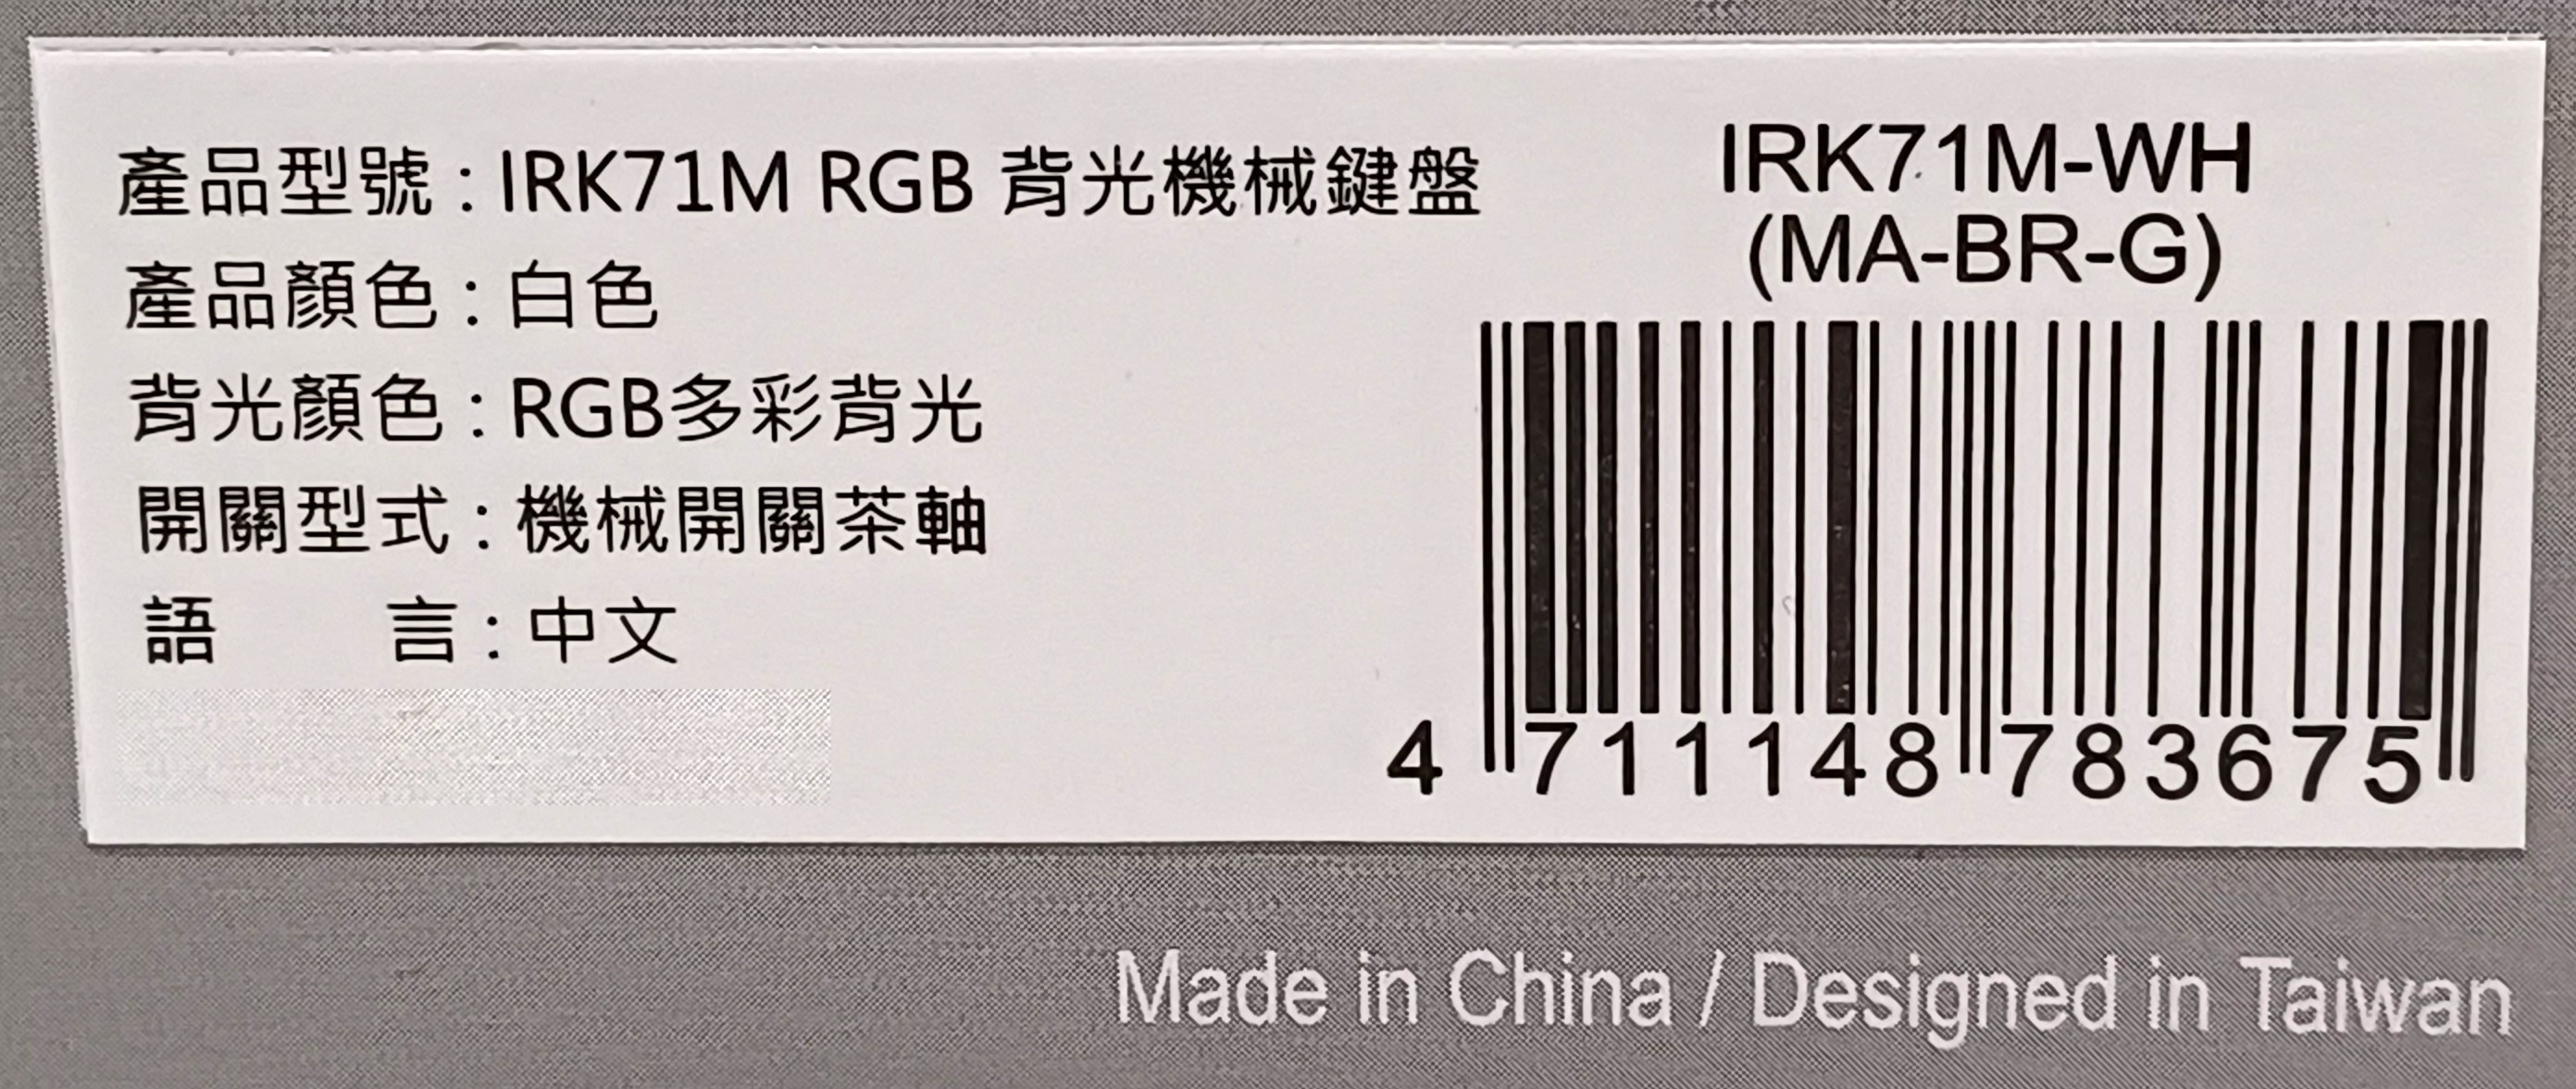 產品型號：IRK71M RGB 背光機械鍵盤
產品顏色：白色
背光顏色：RGB多彩背光
開關型式：機械開關茶軸
語　　言：中文
IRK71M-WH
(MA-BR-G)
4 711148 783675
Made in China / Designed in Taiwan